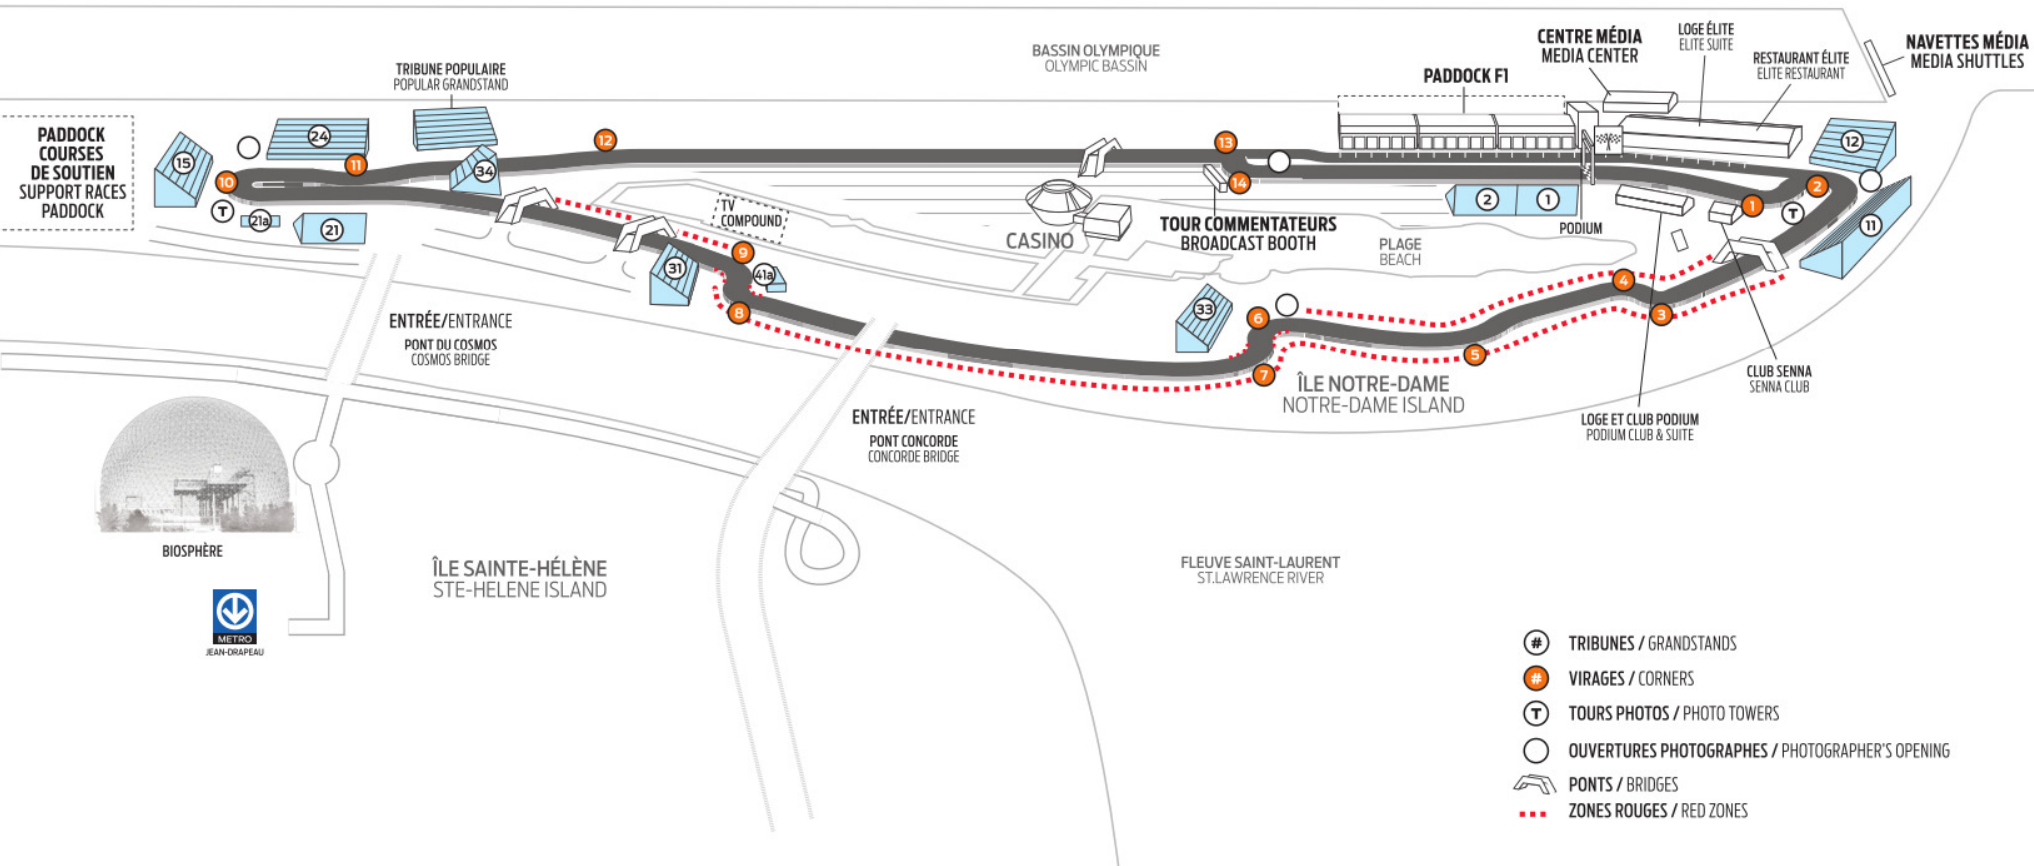 BASSIN OLYMPIQUE
OLYMPIC BASSIN
CENTRE MÉDIA
MEDIA CENTER
LOGE ÉLITE
ELITE SUITE
RESTAURANT ÉLITE
ELITE RESTAURANT
NAVETTES MÉDIA
MEDIA SHUTTLES
TRIBUNE POPULAIRE
POPULAR GRANDSTAND
PADDOCK F1
PADDOCK
COURSES
DE SOUTIEN
SUPPORT RACES
PADDOCK
15
24
11
34
12
13
12
10
T
21a
21
14
2
1
1
2
T
11
TV
COMPOUND
CASINO
TOUR COMMENTATEURS
BROADCAST BOOTH
PODIUM
PLAGE
BEACH
31
9
41a
8
33
6
7
5
4
3
ENTRÉE/ENTRANCE
PONT DU COSMOS
COSMOS BRIDGE
ÎLE NOTRE-DAME
NOTRE-DAME ISLAND
CLUB SENNA
SENNA CLUB
LOGE ET CLUB PODIUM
PODIUM CLUB & SUITE
ENTRÉE/ENTRANCE
PONT CONCORDE
CONCORDE BRIDGE
BIOSPHÈRE
ÎLE SAINTE-HÉLÈNE
STE-HELENE ISLAND
FLEUVE SAINT-LAURENT
ST.LAWRENCE RIVER
METRO
JEAN-DRAPEAU
# TRIBUNES / GRANDSTANDS
# VIRAGES / CORNERS
T TOURS PHOTOS / PHOTO TOWERS
OUVERTURES PHOTOGRAPHES / PHOTOGRAPHER'S OPENING
PONTS / BRIDGES
ZONES ROUGES / RED ZONES